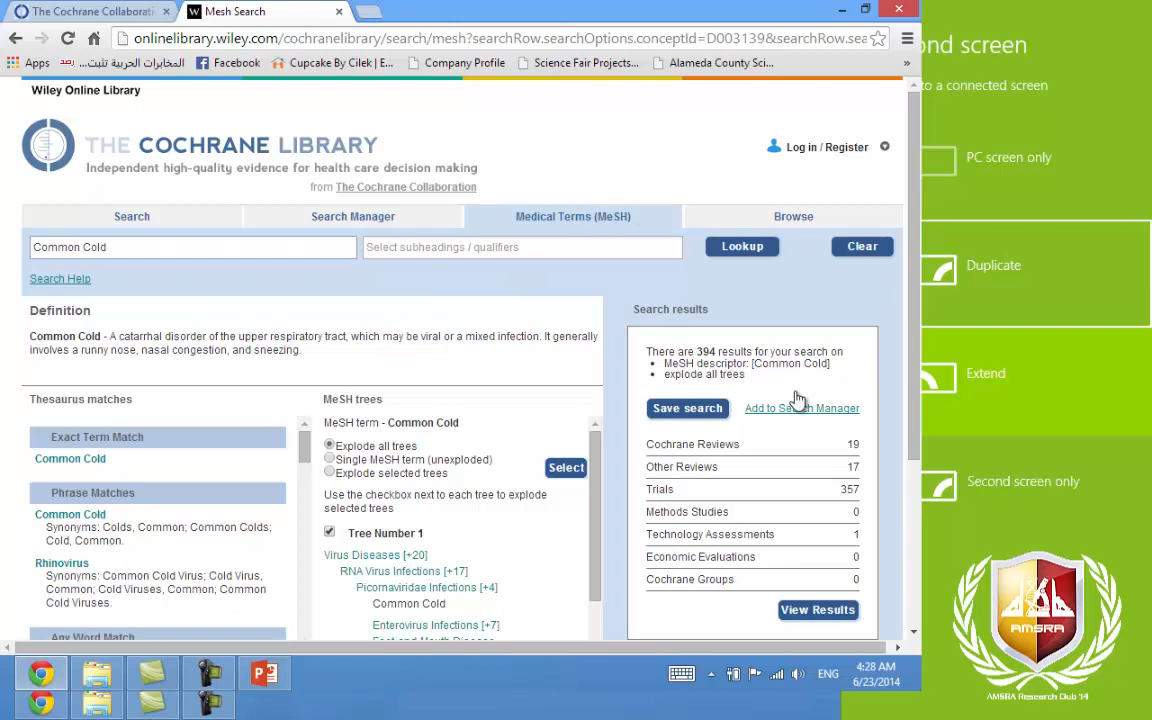 The Cochrane Collaborati
Mesh Search
onlinelibrary.wiley.com/cochranelibrary/search/mesh?searchRow.searchOptions.conceptId=D003139&searchRow.sea
Apps
المخابرات الحربية تثبت... رصد
Facebook
Cupcake By Cilek | E...
Company Profile
Science Fair Projects...
Alameda County Sci...
»
Wiley Online Library
THE COCHRANE LIBRARY
Independent high-quality evidence for health care decision making
from The Cochrane Collaboration
Log in / Register
Search
Search Manager
Medical Terms (MeSH)
Browse
Common Cold
Select subheadings / qualifiers
Lookup
Clear
Search Help
Definition
Common Cold - A catarrhal disorder of the upper respiratory tract, which may be viral or a mixed infection. It generally
involves a runny nose, nasal congestion, and sneezing.
Thesaurus matches
Exact Term Match
Common Cold
Phrase Matches
Common Cold
Synonyms: Colds, Common; Common Colds;
Cold, Common.
Rhinovirus
Synonyms: Common Cold Virus; Cold Virus,
Common; Cold Viruses, Common; Common
Cold Viruses.
Any Word Match
MeSH trees
MeSH term - Common Cold
Explode all trees
Single MeSH term (unexploded)
Explode selected trees
Select
Use the checkbox next to each tree to explode
selected trees
Tree Number 1
Virus Diseases [+20]
RNA Virus Infections [+17]
Picornaviridae Infections [+4]
Common Cold
Enterovirus Infections [+7]
Foot and Mouth Disease
Search results
There are 394 results for your search on
• MeSH descriptor: [Common Cold]
• explode all trees
Save search
Add to Search Manager
Cochrane Reviews 19
Other Reviews 17
Trials 357
Methods Studies 0
Technology Assessments 1
Economic Evaluations 0
Cochrane Groups 0
View Results
ENG
4:28 AM
6/23/2014
ond screen
to a connected screen
PC screen only
Duplicate
Extend
Second screen only
AMSRA
AMSRA Research Club '14